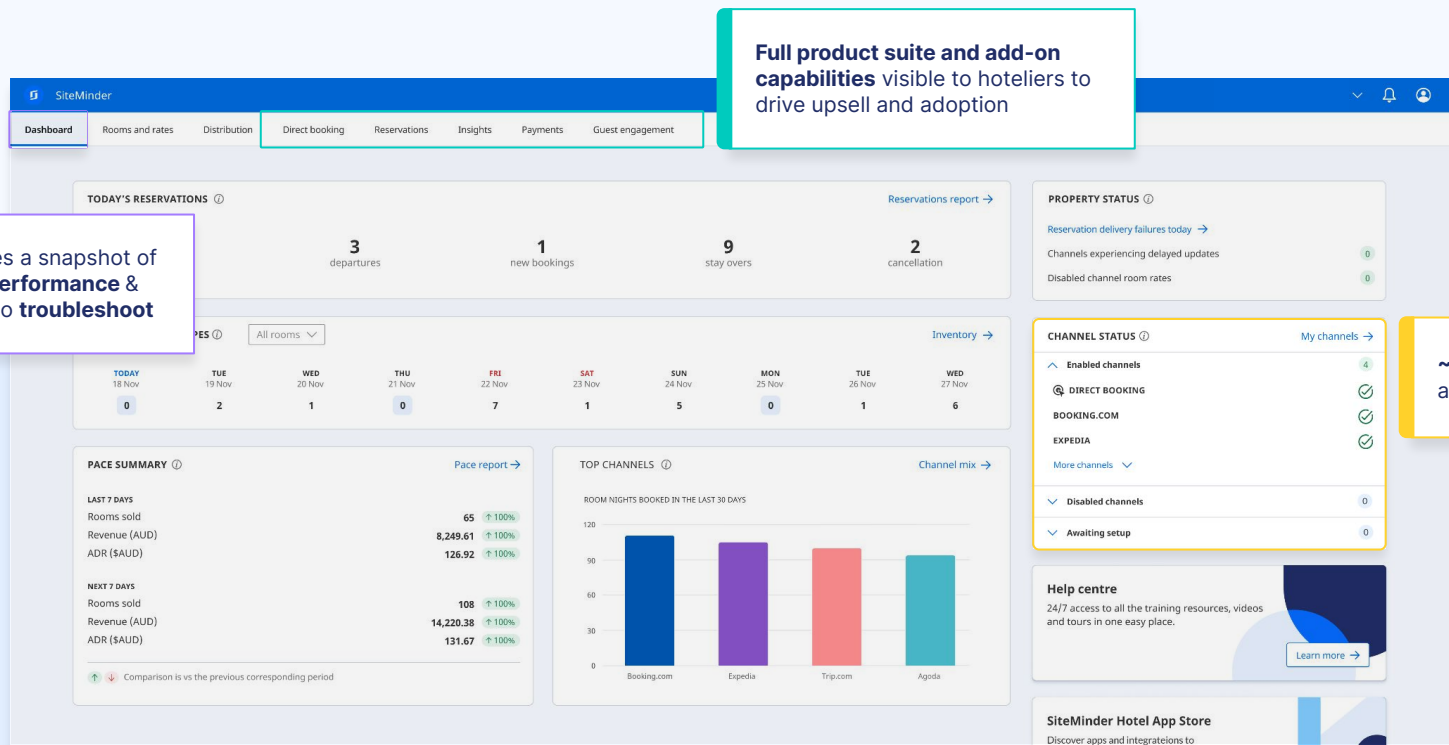 Full product suite and add-on
capabilities visible to hoteliers to
drive upsell and adoption
SiteMinder
Dashboard Rooms and rates Distribution Direct booking Reservations Insights Payments Guest engagement
TODAY'S RESERVATIONS
Reservations report →
3
departures
1
new bookings
9
stay overs
2
cancellation
a snapshot of
performance &
troubleshoot
All rooms
Inventory →
TODAY TUE WED THU FRI SAT SUN MON TUE WED
18 Nov 19 Nov 20 Nov 21 Nov 22 Nov 23 Nov 24 Nov 25 Nov 26 Nov 27 Nov
0 2 1 0 7 1 5 0 1 6
PACE SUMMARY
Pace report →
LAST 7 DAYS
Rooms sold 65 ↑ 100%
Revenue (AUD) 8,249.61 ↑ 100%
ADR ($AUD) 126.92 ↑ 100%
NEXT 7 DAYS
Rooms sold 108 ↑ 100%
Revenue (AUD) 14,220.38 ↑ 100%
ADR ($AUD) 131.67 ↑ 100%
↑ ↓ Comparison is vs the previous corresponding period
TOP CHANNELS
Channel mix →
ROOM NIGHTS BOOKED IN THE LAST 30 DAYS
120
90
60
30
0
Booking.com Expedia Trip.com Agoda
PROPERTY STATUS
Reservation delivery failures today →
Channels experiencing delayed updates 0
Disabled channel room rates 0
CHANNEL STATUS
My channels →
Enabled channels 4
DIRECT BOOKING
BOOKING.COM
EXPEDIA
More channels
Disabled channels 0
Awaiting setup 0
Help centre
24/7 access to all the training resources, videos
and tours in one easy place.
Learn more →
SiteMinder Hotel App Store
Discover apps and integrateions to